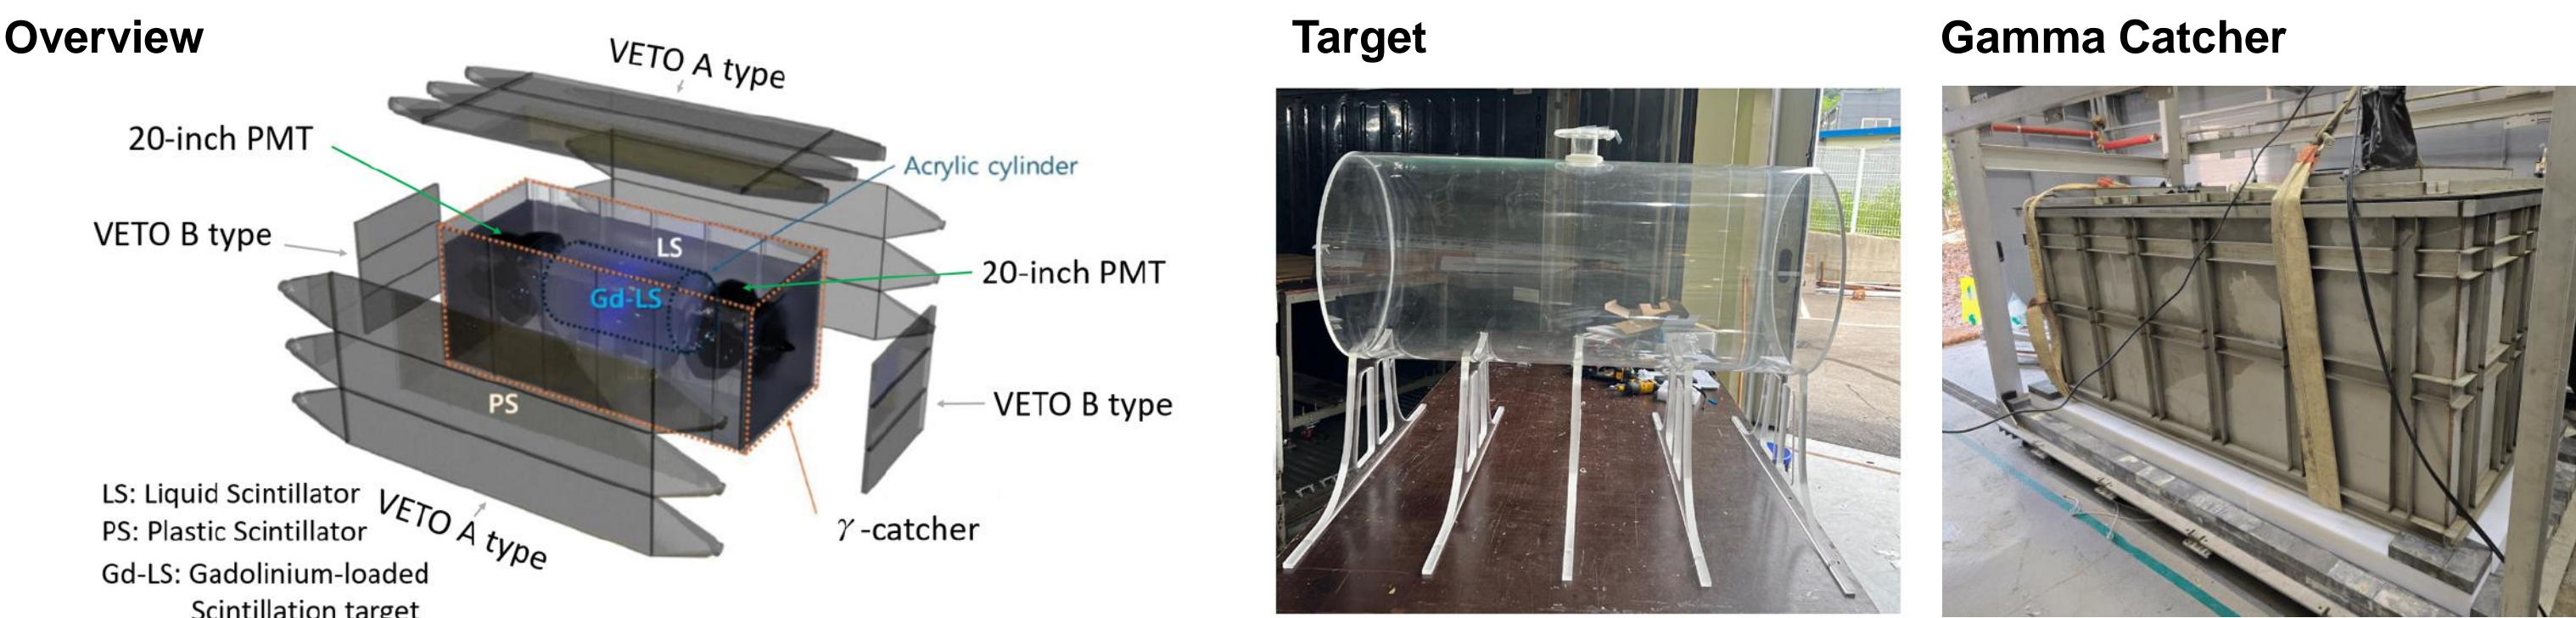 Overview
Target
Gamma Catcher
VETO A type
20-inch PMT
Acrylic cylinder
VETO B type
LS
20-inch PMT
Gd-LS
PS
VETO B type
LS: Liquid Scintillator
VETO A type
PS: Plastic Scintillator
γ-catcher
Gd-LS: Gadolinium-loaded
Scintillation target